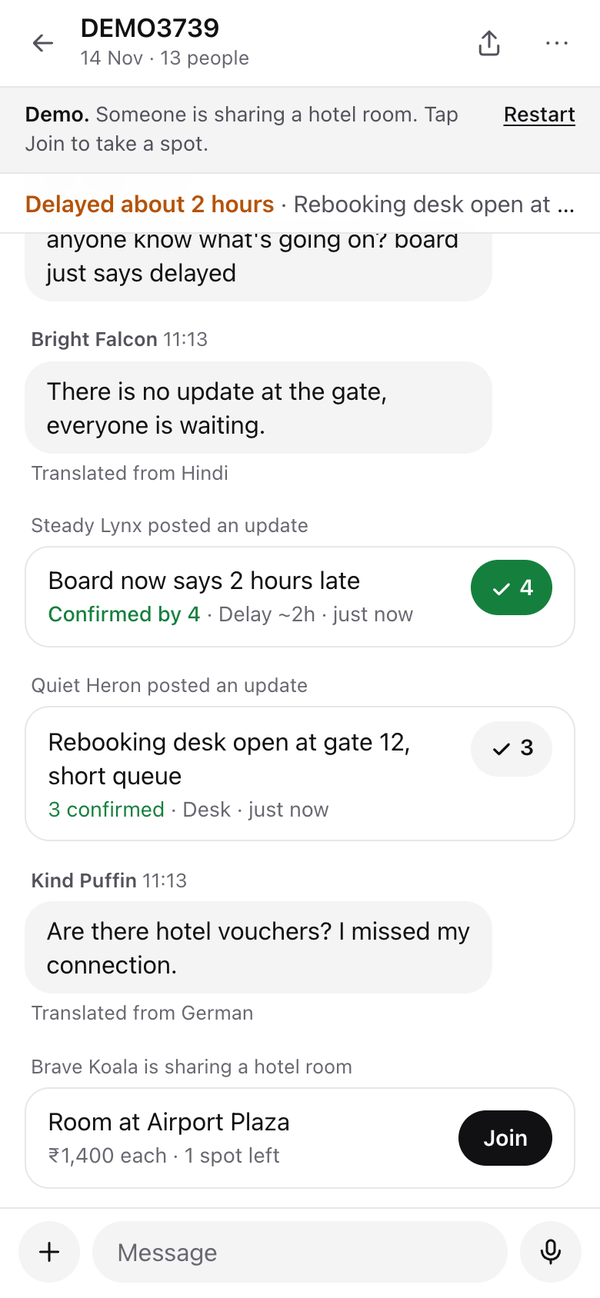 DEMO3739
14 Nov · 13 people
Demo. Someone is sharing a hotel room. Tap
Join to take a spot.
Restart
Delayed about 2 hours · Rebooking desk open at ...
anyone know what's going on? board
just says delayed
Bright Falcon 11:13
There is no update at the gate,
everyone is waiting.
Translated from Hindi
Steady Lynx posted an update
Board now says 2 hours late
Confirmed by 4 · Delay ~2h · just now
4
Quiet Heron posted an update
Rebooking desk open at gate 12,
short queue
3 confirmed · Desk · just now
3
Kind Puffin 11:13
Are there hotel vouchers? I missed my
connection.
Translated from German
Brave Koala is sharing a hotel room
Room at Airport Plaza
₹1,400 each · 1 spot left
Join
Message